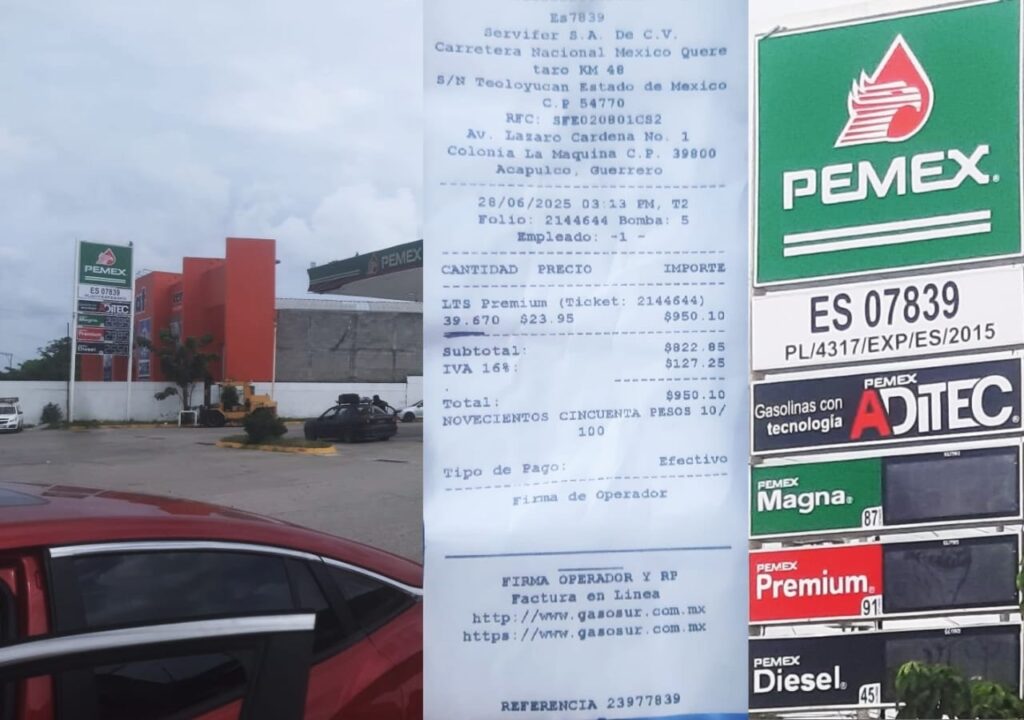 PEMEX
ES 07839
ADITEC
Magna
Premium
Diesel
PEMEX
Es7839
Servifer S.A. De C.V.
Carretera Nacional Mexico Quere
taro KM 48
S/N Teoloyucan Estado de Mexico
C.P 54770
RFC: SFE020801CS2
Av. Lazaro Cardena No. 1
Colonia La Maquina C.P. 39800
Acapulco, Guerrero
28/06/2025 03:13 PM, T2
Folio: 2144644 Bomba: 5
Empleado: -1 -
CANTIDAD PRECIO IMPORTE
LTS Premium (Ticket: 2144644)
39.670 $23.95 $950.10
Subtotal: $822.85
IVA 16%: $127.25
.
Total: $950.10
NOVECIENTOS CINCUENTA PESOS 10/
100
Tipo de Pago: Efectivo
Firma de Operador
FIRMA OPERADOR Y RP
Factura en Linea
http://www.gasosur.com.mx
https://www.gasosur.com.mx
REFERENCIA 23977839
PEMEX
ES 07839
PL/4317/EXP/ES/2015
Gasolinas con
tecnología
PEMEX
ADITEC
PEMEX
Magna
87
PEMEX
Premium
91
PEMEX
Diesel
45